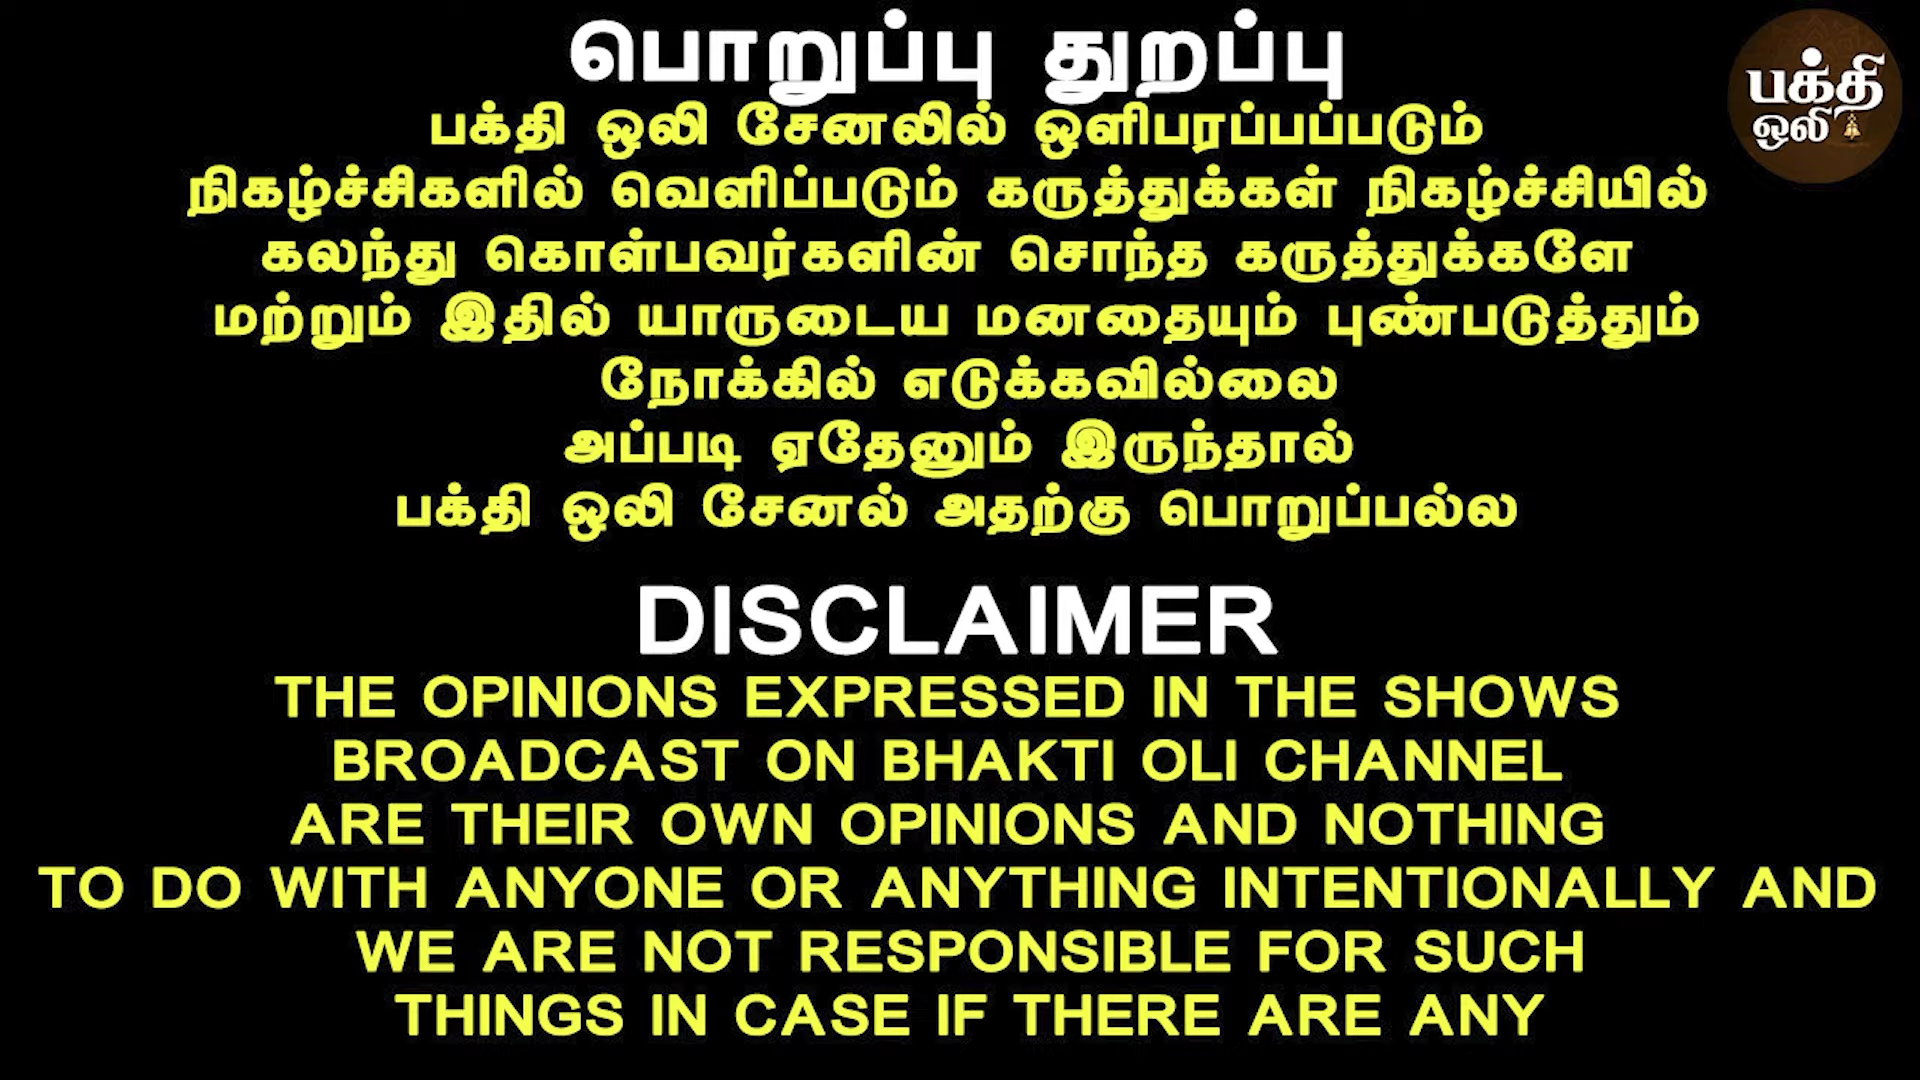 பொறுப்பு துறப்பு
பக்தி ஒலி சேனலில் ஒளிபரப்பப்படும்
நிகழ்ச்சிகளில் வெளிப்படும் கருத்துக்கள் நிகழ்ச்சியில்
கலந்து கொள்பவர்களின் சொந்த கருத்துக்களே
மற்றும் இதில் யாருடைய மனதையும் புண்படுத்தும்
நோக்கில் எடுக்கவில்லை
அப்படி ஏதேனும் இருந்தால்
பக்தி ஒலி சேனல் அதற்கு பொறுப்பல்ல
DISCLAIMER
THE OPINIONS EXPRESSED IN THE SHOWS
BROADCAST ON BHAKTI OLI CHANNEL
ARE THEIR OWN OPINIONS AND NOTHING
TO DO WITH ANYONE OR ANYTHING INTENTIONALLY AND
WE ARE NOT RESPONSIBLE FOR SUCH
THINGS IN CASE IF THERE ARE ANY
பக்தி
ஒலி